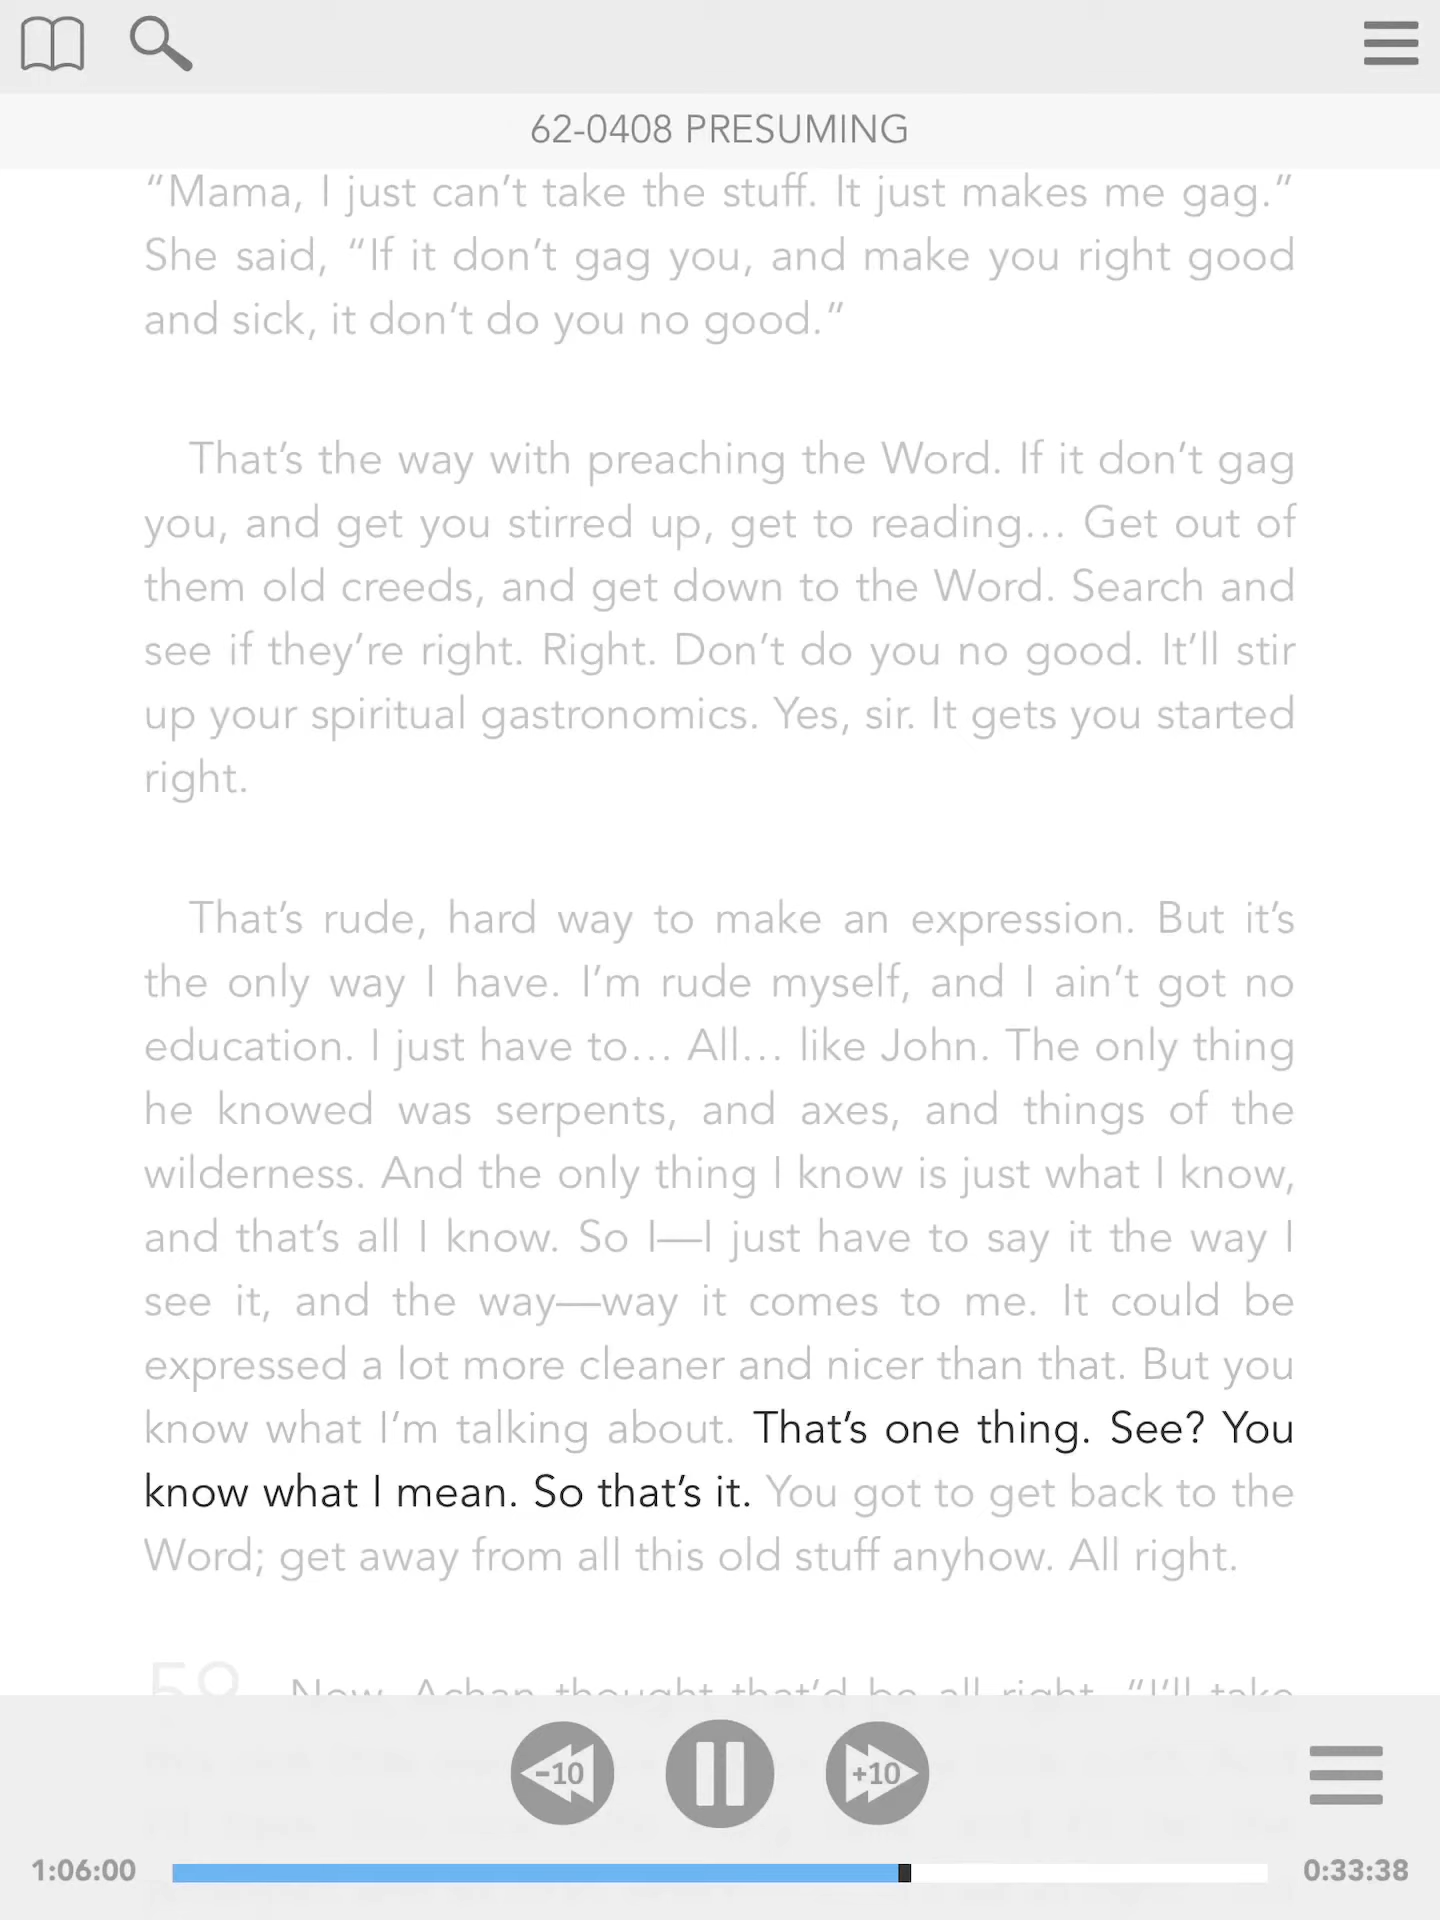 62-0408 PRESUMING
“Mama, I just can’t take the stuff. It just makes me gag.”
She said, “If it don’t gag you, and make you right good
and sick, it don’t do you no good.”
That’s the way with preaching the Word. If it don’t gag
you, and get you stirred up, get to reading… Get out of
them old creeds, and get down to the Word. Search and
see if they’re right. Right. Don’t do you no good. It’ll stir
up your spiritual gastronomics. Yes, sir. It gets you started
right.
That’s rude, hard way to make an expression. But it’s
the only way I have. I’m rude myself, and I ain’t got no
education. I just have to… All… like John. The only thing
he knowed was serpents, and axes, and things of the
wilderness. And the only thing I know is just what I know,
and that’s all I know. So I—I just have to say it the way I
see it, and the way—way it comes to me. It could be
expressed a lot more cleaner and nicer than that. But you
know what I’m talking about. That’s one thing. See? You
know what I mean. So that’s it. You got to get back to the
Word; get away from all this old stuff anyhow. All right.
59 Now, Achan thought that’d be all right. “I’ll take
-10 +10
1:06:00 0:33:38